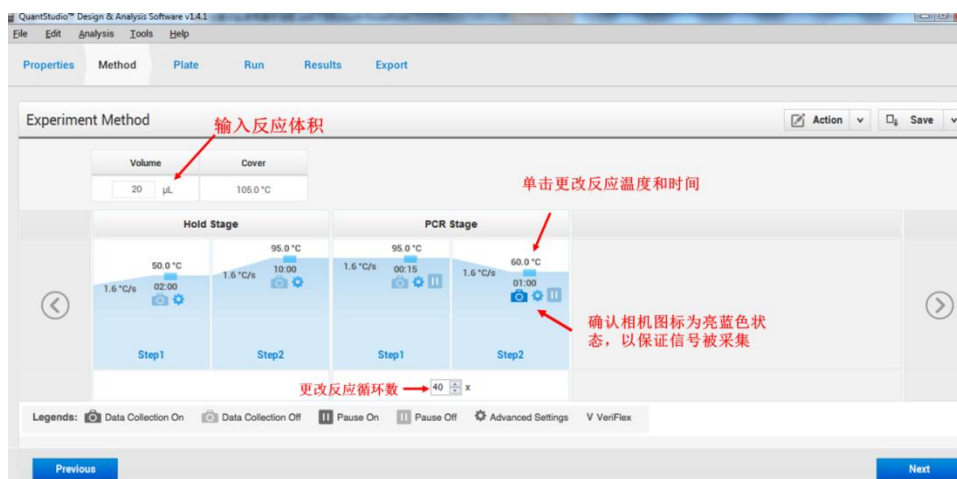 QuantStudio™ Design & Analysis Software v1.4.1
File Edit Analysis Tools Help
Properties Method Plate Run Results Export
Experiment Method
Action
Save
输入反应体积
Volume Cover
20 µL 105.0 °C
单击更改反应温度和时间
Hold Stage PCR Stage
50.0 °C 95.0 °C 95.0 °C 60.0 °C
1.6 °C/s 02:00 1.6 °C/s 10:00 1.6 °C/s 00:15 1.6 °C/s 01:00
确认相机图标为亮蓝色状
态，以保证信号被采集
Step1 Step2 Step1 Step2
更改反应循环数 40 x
Legends: Data Collection On Data Collection Off Pause On Pause Off Advanced Settings V VeriFlex
Previous Next